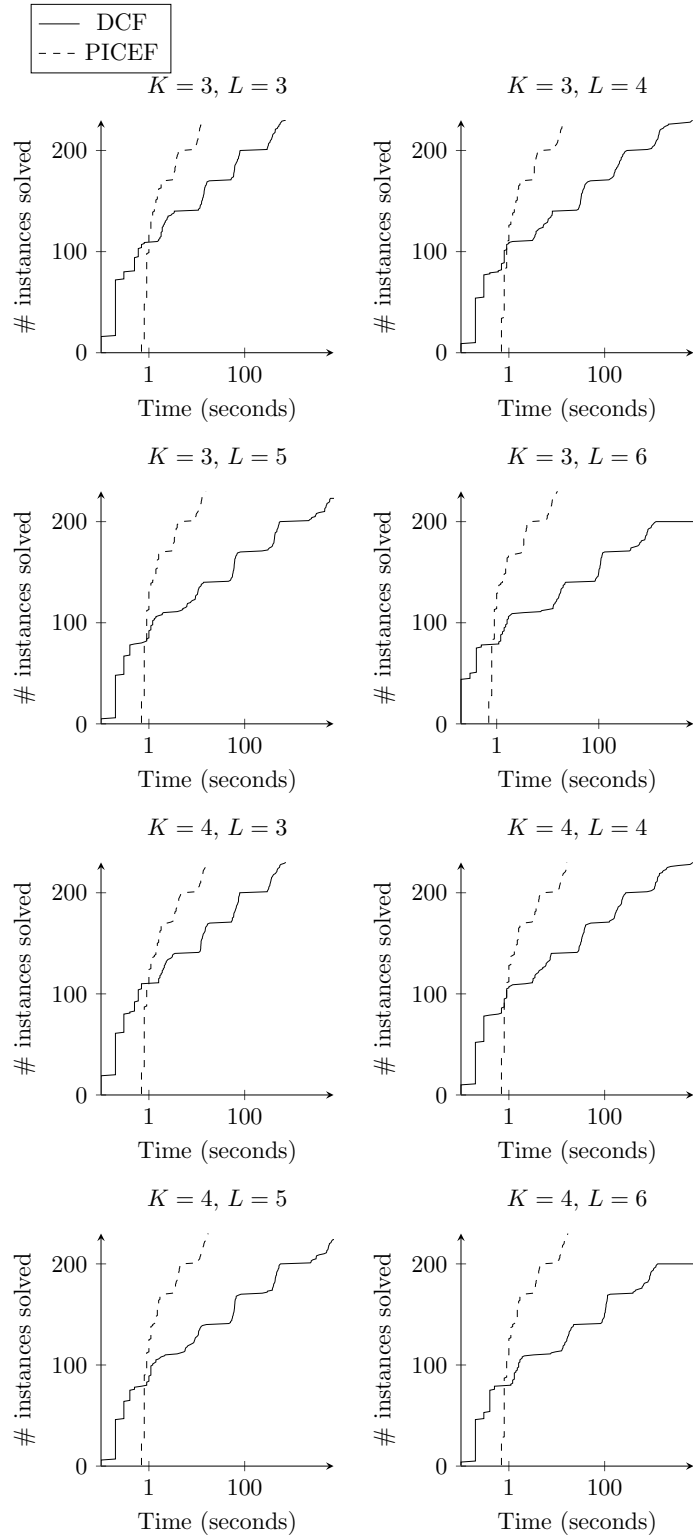 DCF
PICEF
K = 3, L = 3
200
100
0
# instances solved
1
100
Time (seconds)
K = 3, L = 4
200
100
0
# instances solved
1
100
Time (seconds)
K = 3, L = 5
200
100
0
# instances solved
1
100
Time (seconds)
K = 3, L = 6
200
100
0
# instances solved
1
100
Time (seconds)
K = 4, L = 3
200
100
0
# instances solved
1
100
Time (seconds)
K = 4, L = 4
200
100
0
# instances solved
1
100
Time (seconds)
K = 4, L = 5
200
100
0
# instances solved
1
100
Time (seconds)
K = 4, L = 6
200
100
0
# instances solved
1
100
Time (seconds)